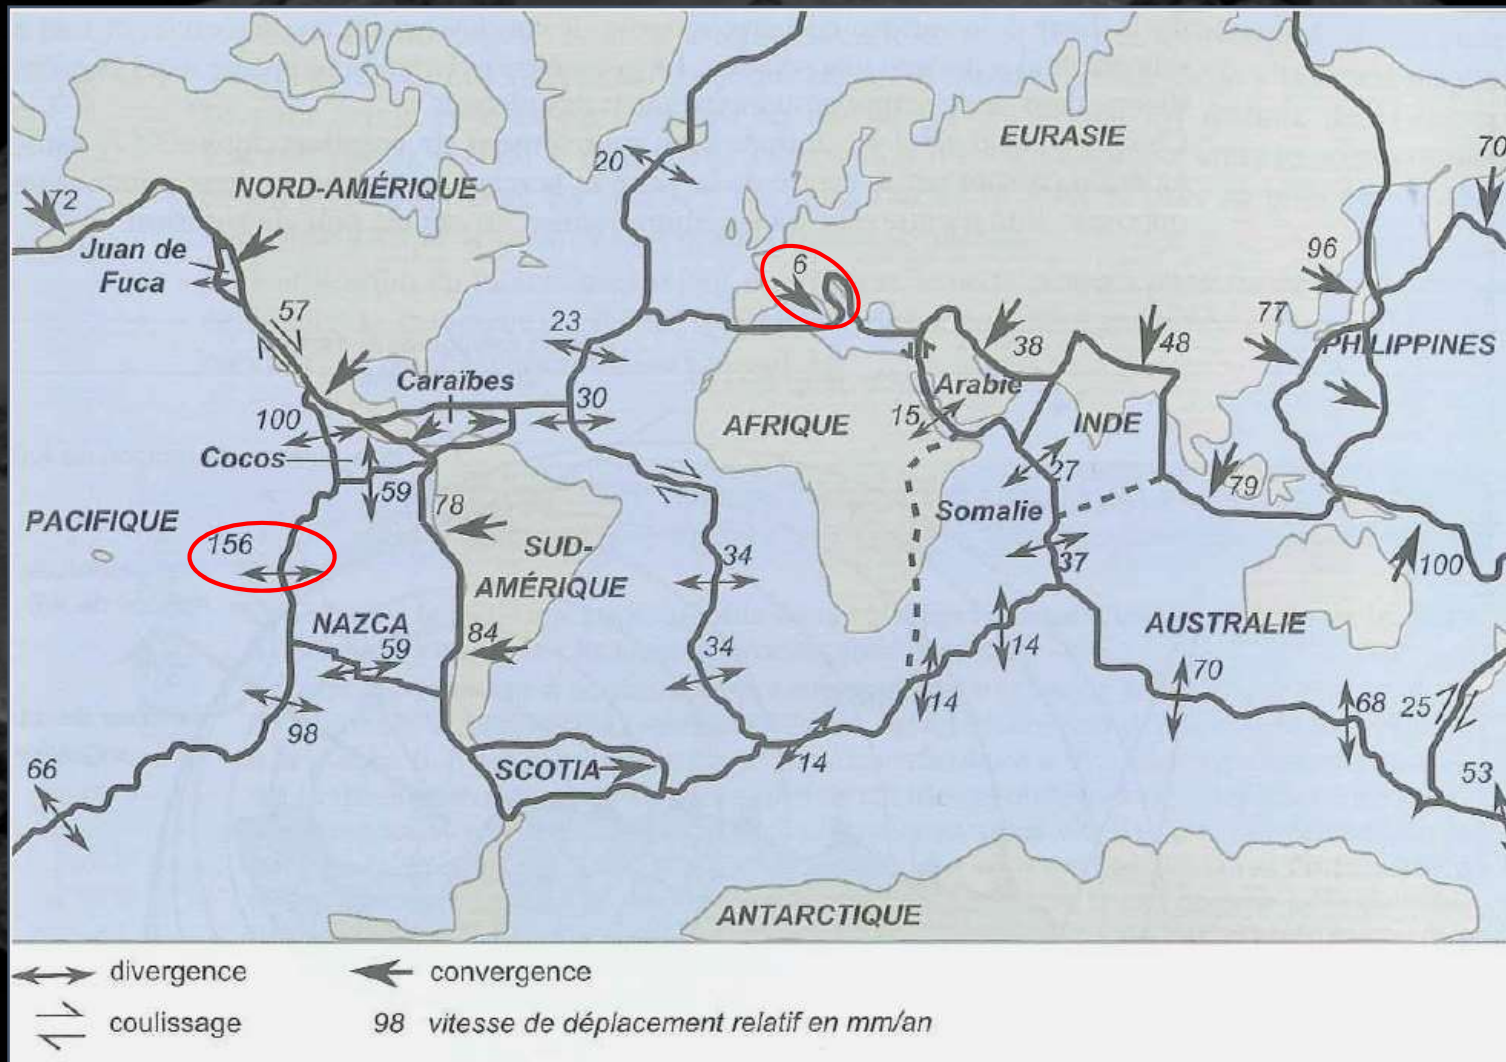 EURASIE
70
20
NORD-AMÉRIQUE
72
Juan de
Fuca
6
96
57
23
77
38
48
PHILIPPINES
Caraïbes
Arabie
30
100
AFRIQUE
15
INDE
Cocos
27
59
79
78
Somalie
PACIFIQUE
156
SUD-
AMÉRIQUE
34
37
100
NAZCA
AUSTRALIE
84
59
34
14
70
14
68
25
98
14
SCOTIA
66
53
ANTARCTIQUE
divergence
convergence
coulissage
98 vitesse de déplacement relatif en mm/an